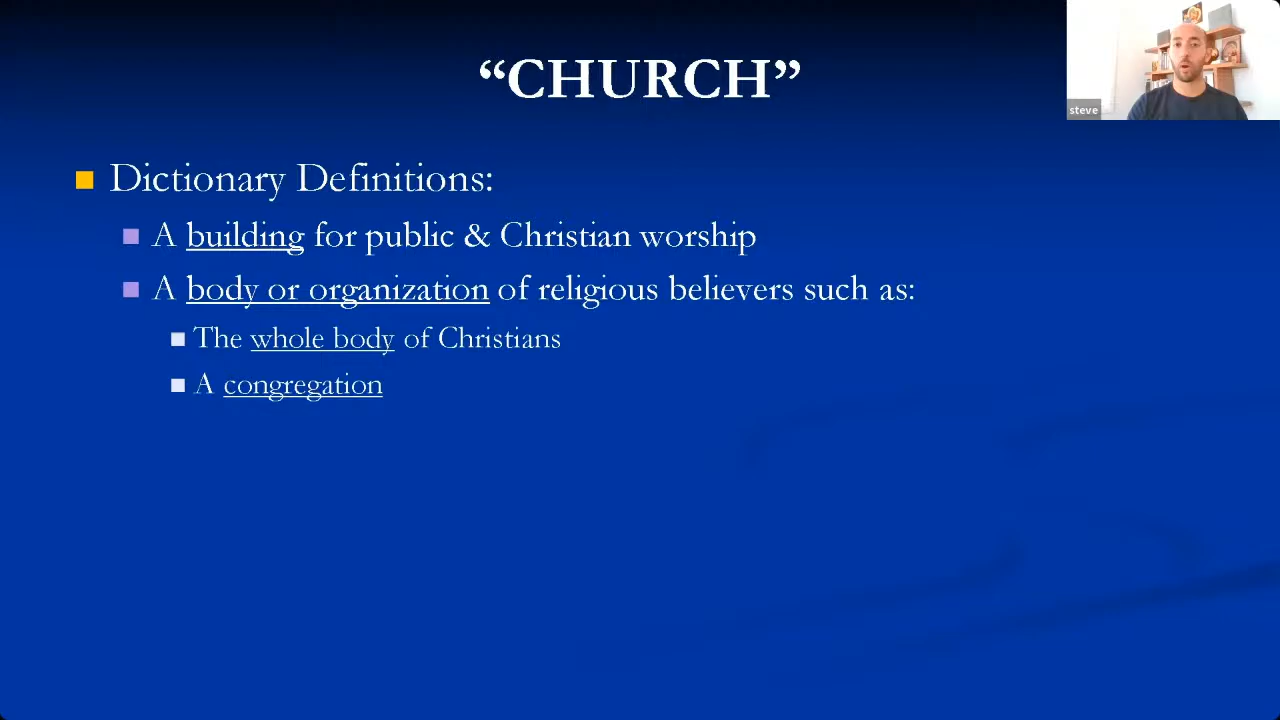 “CHURCH”
steve
Dictionary Definitions:
A building for public & Christian worship
A body or organization of religious believers such as:
The whole body of Christians
A congregation